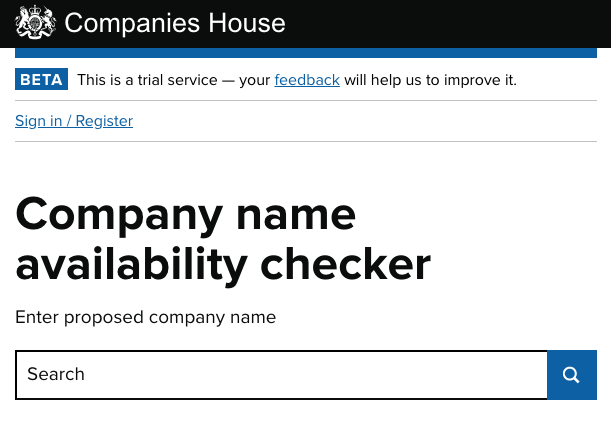 Companies House
BETA This is a trial service — your feedback will help us to improve it.
Sign in / Register
Company name
availability checker
Enter proposed company name
Search